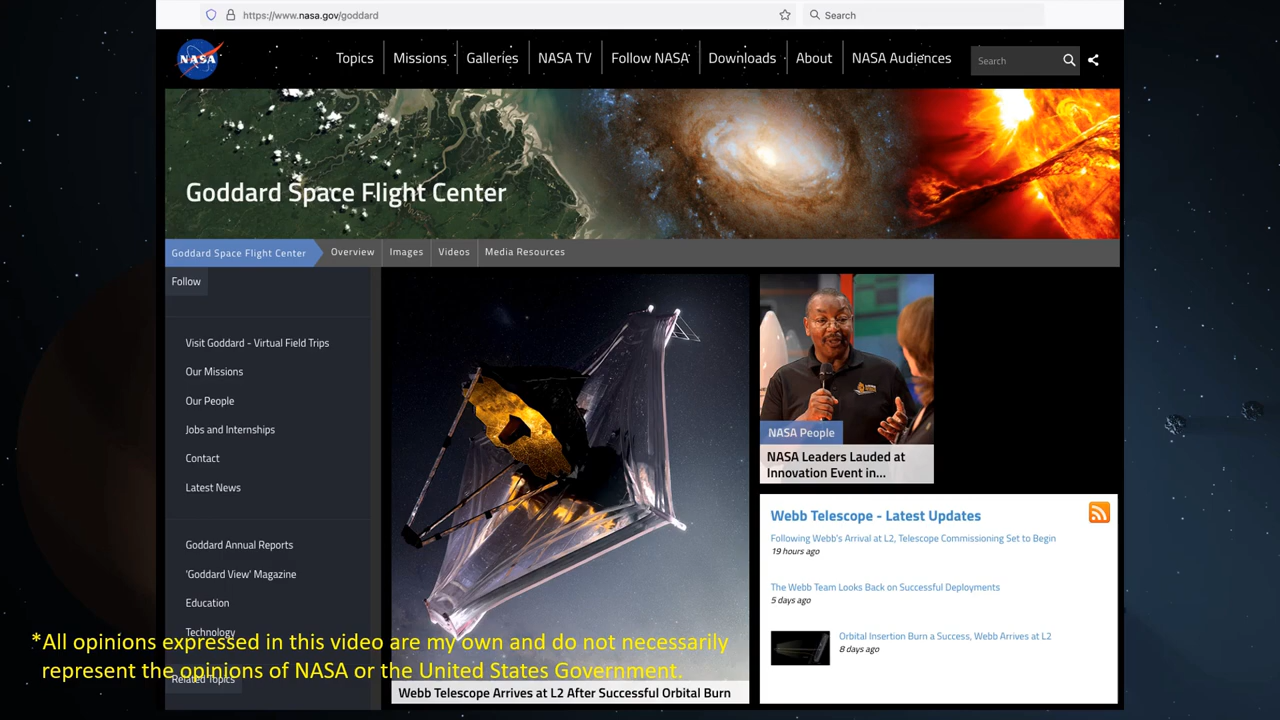 https://www.nasa.gov/goddard
Search
NASA
Topics
Missions
Galleries
NASA TV
Follow NASA
Downloads
About
NASA Audiences
Search
Goddard Space Flight Center
Goddard Space Flight Center
Overview
Images
Videos
Media Resources
Follow
Visit Goddard - Virtual Field Trips
Our Missions
Our People
Jobs and Internships
Contact
Latest News
Goddard Annual Reports
'Goddard View' Magazine
Education
Technology
Related Topics
Webb Telescope Arrives at L2 After Successful Orbital Burn
NASA People
NASA Leaders Lauded at
Innovation Event in...
Webb Telescope - Latest Updates
Following Webb's Arrival at L2, Telescope Commissioning Set to Begin
19 hours ago
The Webb Team Looks Back on Successful Deployments
5 days ago
Orbital Insertion Burn a Success, Webb Arrives at L2
8 days ago
*All opinions expressed in this video are my own and do not necessarily
represent the opinions of NASA or the United States Government.